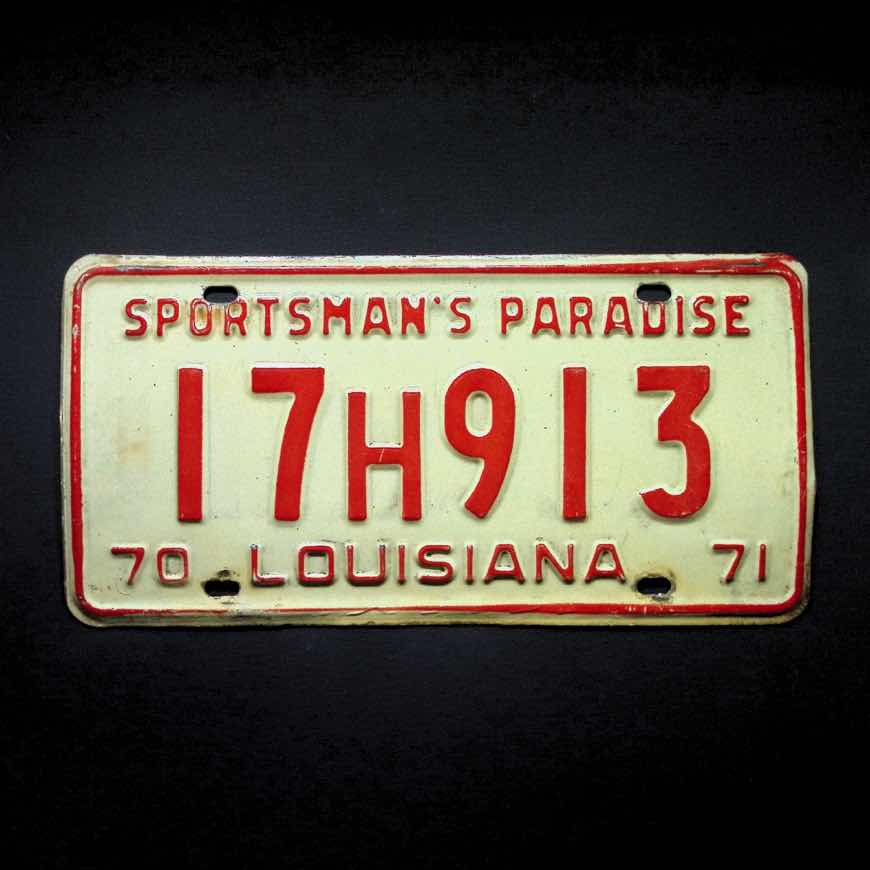 SPORTSMAN'S PARADISE
17H913
70 LOUISIANA 71